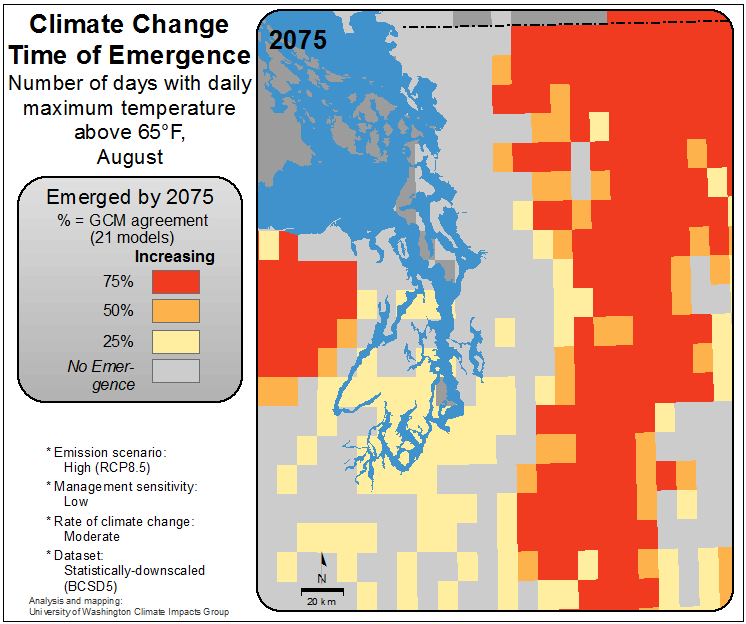 Climate Change
Time of Emergence
Number of days with daily
maximum temperature
above 65°F,
August
Emerged by 2075
% = GCM agreement
(21 models)
Increasing
75%
50%
25%
No Emer-
gence
* Emission scenario:
High (RCP8.5)
* Management sensitivity:
Low
* Rate of climate change:
Moderate
* Dataset:
Statistically-downscaled
(BCSD5)
Analysis and mapping:
University of Washington Climate Impacts Group
2075
N
20 km